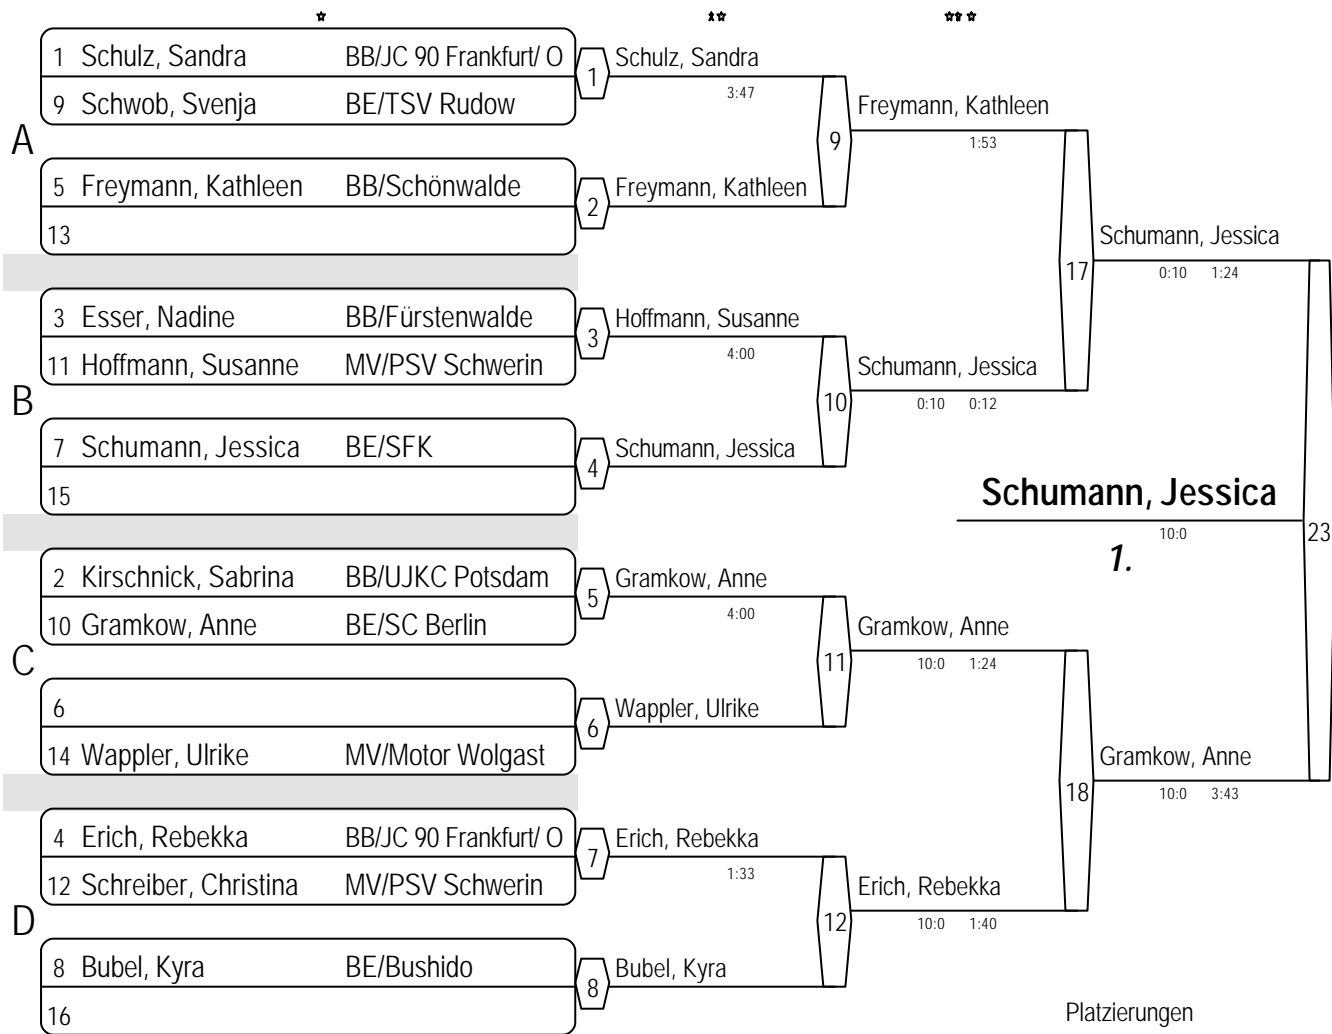 1 Schulz, Sandra BB/JC 90 Frankfurt/ O
9 Schwob, Svenja BE/TSV Rudow
A
5 Freymann, Kathleen BB/Schönwalde
13
3 Esser, Nadine BB/Fürstenwalde
11 Hoffmann, Susanne MV/PSV Schwerin
B
7 Schumann, Jessica BE/SFK
15
2 Kirschnick, Sabrina BB/UJKC Potsdam
10 Gramkow, Anne BE/SC Berlin
C
6
14 Wappler, Ulrike MV/Motor Wolgast
4 Erich, Rebekka BB/JC 90 Frankfurt/ O
12 Schreiber, Christina MV/PSV Schwerin
D
8 Bubel, Kyra BE/Bushido
16
1 Schulz, Sandra
3:47
2 Freymann, Kathleen
3 Hoffmann, Susanne
4:00
4 Schumann, Jessica
5 Gramkow, Anne
4:00
6 Wappler, Ulrike
7 Erich, Rebekka
1:33
8 Bubel, Kyra
9 Freymann, Kathleen
1:53
10 Schumann, Jessica
0:10 0:12
11 Gramkow, Anne
10:0 1:24
12 Erich, Rebekka
10:0 1:40
17 Schumann, Jessica
0:10 1:24
18 Gramkow, Anne
10:0 3:43
Schumann, Jessica
10:0 23
1.
Platzierungen